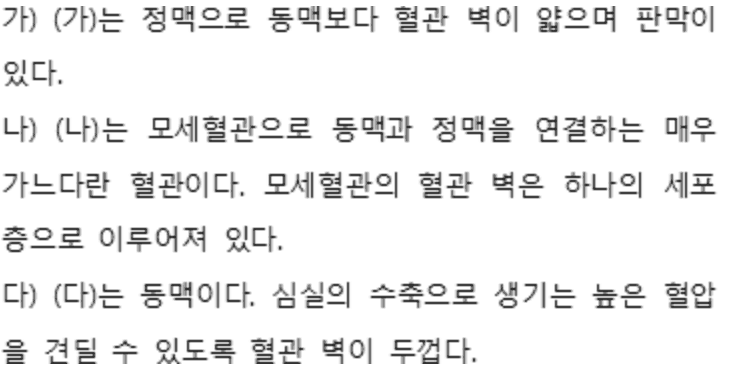 가) (가)는 정맥으로 동맥보다 혈관 벽이 얇으며 판막이
있다.
나) (나)는 모세혈관으로 동맥과 정맥을 연결하는 매우
가느다란 혈관이다. 모세혈관의 혈관 벽은 하나의 세포
층으로 이루어져 있다.
다) (다)는 동맥이다. 심실의 수축으로 생기는 높은 혈압
을 견딜 수 있도록 혈관 벽이 두껍다.